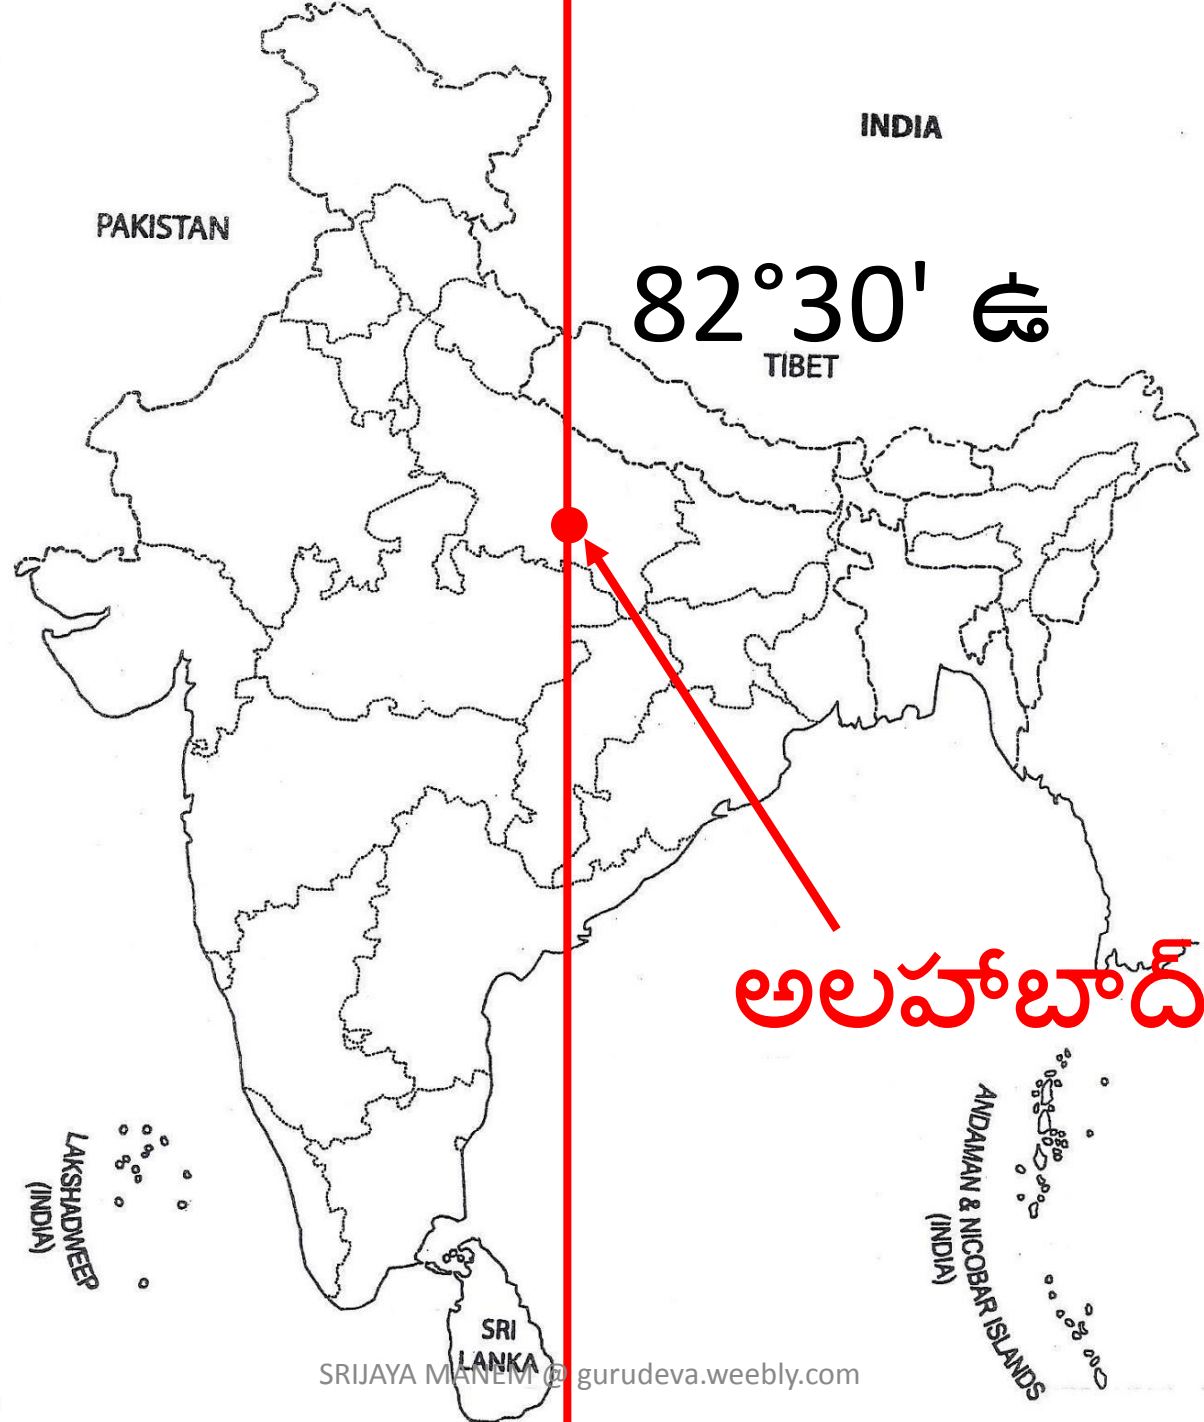 INDIA
PAKISTAN
82°30' ఉ
TIBET
అలహాబాద్
LAKSHADWEEP
(INDIA)
ANDAMAN & NICOBAR ISLANDS
(INDIA)
SRI
LANKA
SRIJAYA MANEM @ gurudeva.weebly.com